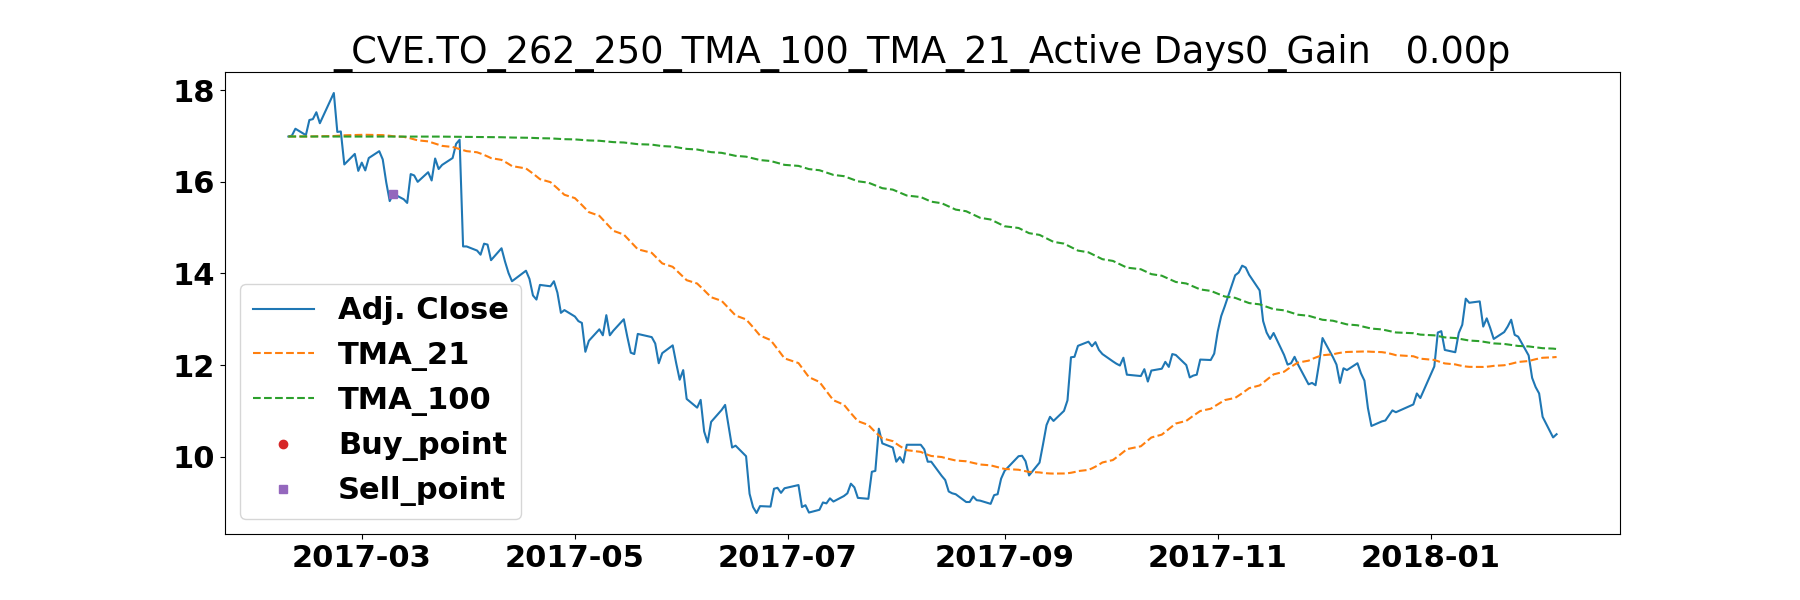 _CVE.TO_262_250_TMA_100_TMA_21_Active Days0_Gain   0.00p
18
16
14
12
10
Adj. Close
TMA_21
TMA_100
Buy_point
Sell_point
2017-03 2017-05 2017-07 2017-09 2017-11 2018-01